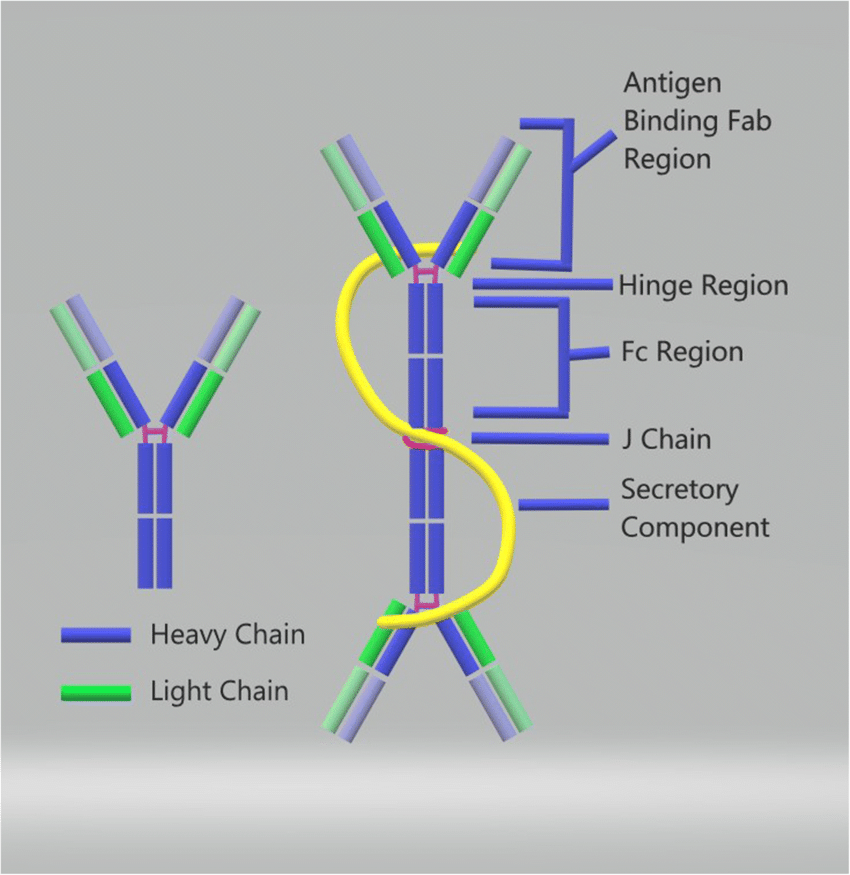 Antigen
Binding Fab
Region
Hinge Region
Fc Region
J Chain
Secretory
Component
Heavy Chain
Light Chain